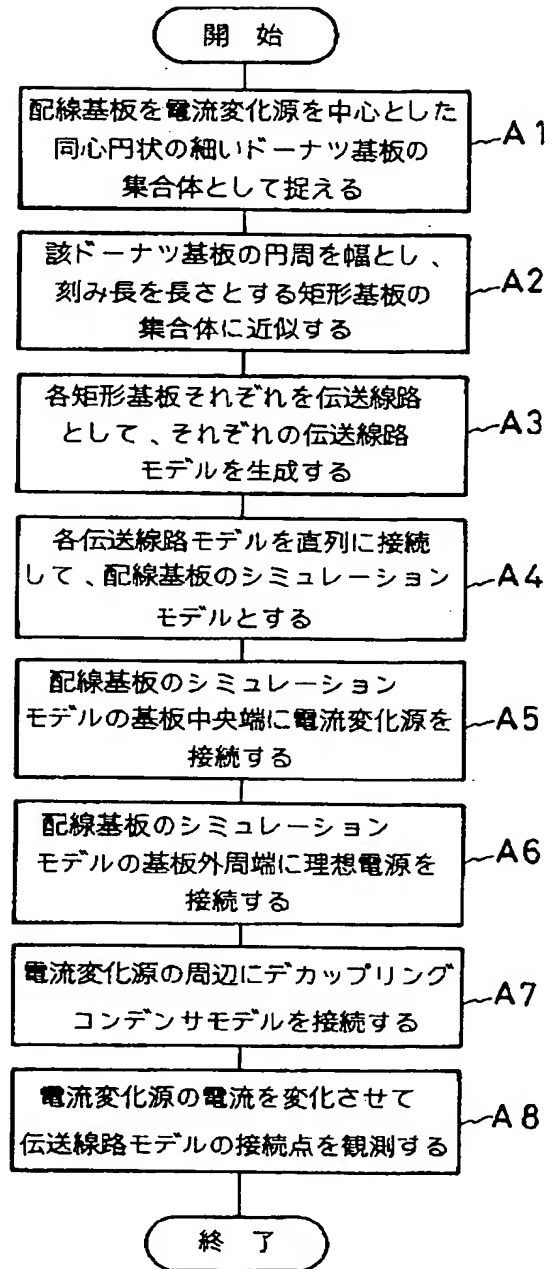 開 始
配線基板を電流変化源を中心とした
同心円状の細いドーナツ基板の
集合体として捉える
A1
該ドーナツ基板の円周を幅とし、
刻み長を長さとする矩形基板の
集合体に近似する
A2
各矩形基板それぞれを伝送線路
として、それぞれの伝送線路
モデルを生成する
A3
各伝送線路モデルを直列に接続
して、配線基板のシミュレーション
モデルとする
A4
配線基板のシミュレーション
モデルの基板中央端に電流変化源を
接続する
A5
配線基板のシミュレーション
モデルの基板外周端に理想電源を
接続する
A6
電流変化源の周辺にデカップリング
コンデンサモデルを接続する
A7
電流変化源の電流を変化させて
伝送線路モデルの接続点を観測する
A8
終 了